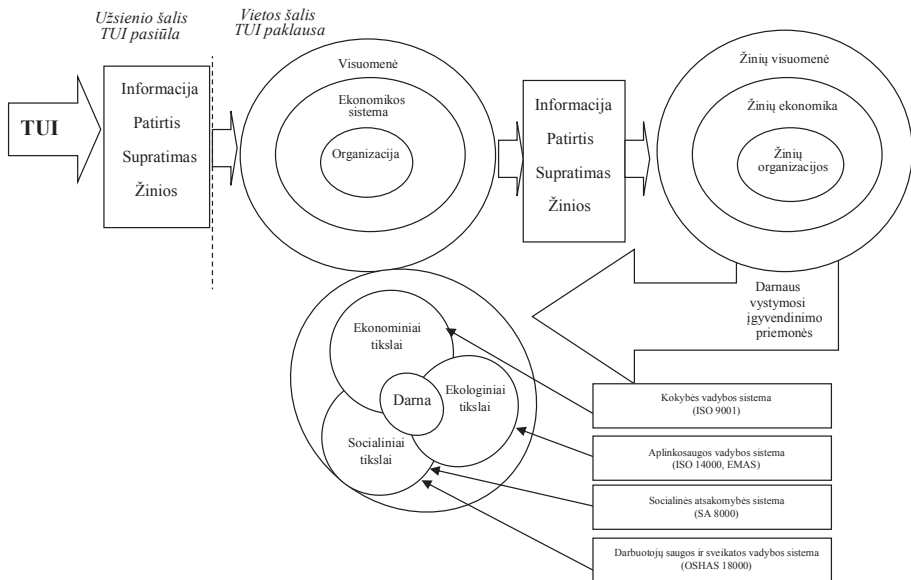 Užsienio šalis
TUI pasiūla
Vietos šalis
TUI paklausa
TUI
Informacija
Patirtis
Supratimas
Žinios
Visuomenė
Ekonomikos
sistema
Organizacija
Informacija
Patirtis
Supratimas
Žinios
Žinių visuomenė
Žinių ekonomika
Žinių
organizacijos
Darnaus
vystymosi
įgyvendinimo
priemonės
Ekonominiai
tikslai
Ekologiniai
tikslai
Darna
Socialiniai
tikslai
Kokybės vadybos sistema
(ISO 9001)
Aplinkosaugos vadybos sistema
(ISO 14000, EMAS)
Socialinės atsakomybės sistema
(SA 8000)
Darbuotojų saugos ir sveikatos vadybos sistema
(OSHAS 18000)